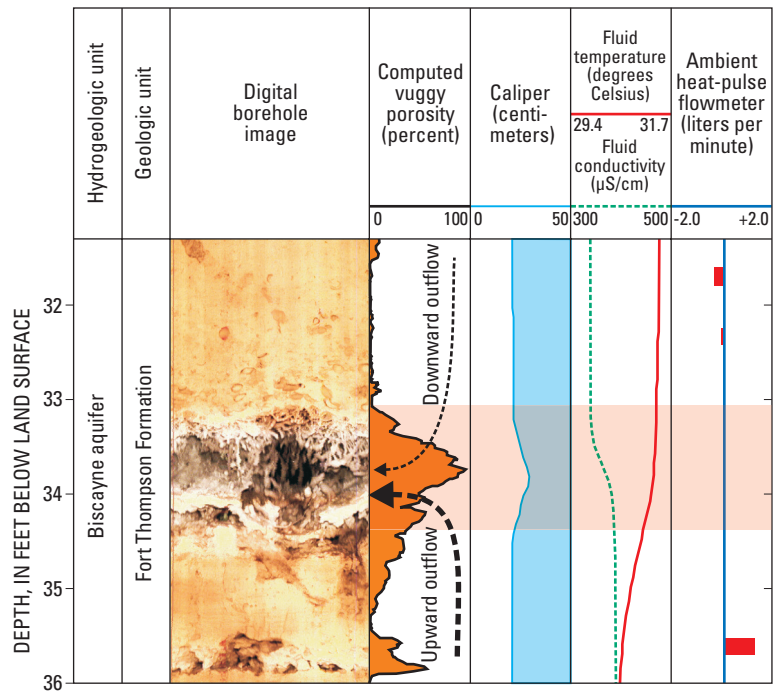 Hydrogeologic unit
Geologic unit
Digital
borehole
image
Computed
vuggy
porosity
(percent)
0 100
Caliper
(centi-
meters)
0 50
Fluid
temperature
(degrees
Celsius)
29.4 31.7
Fluid
conductivity
(µS/cm)
300 500
Ambient
heat-pulse
flowmeter
(liters per
minute)
-2.0 +2.0
DEPTH, IN FEET BELOW LAND SURFACE
32
33
34
35
36
Biscayne aquifer
Fort Thompson Formation
Downward outflow
Upward outflow